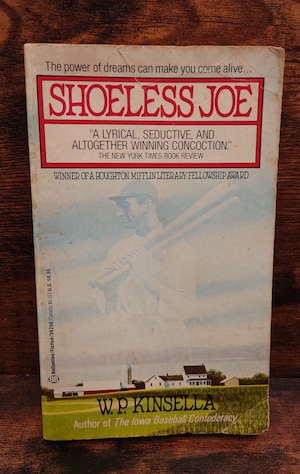 The power of dreams can make you come alive...
SHOELESS JOE
"A LYRICAL, SEDUCTIVE, AND
ALTOGETHER WINNING CONCOCTION."
THE NEW YORK TIMES BOOK REVIEW
WINNER OF A HOUGHTON MIFFLIN LITERARY FELLOWSHIP AWARD
W.P. KINSELLA
Author of The Iowa Baseball Confederacy